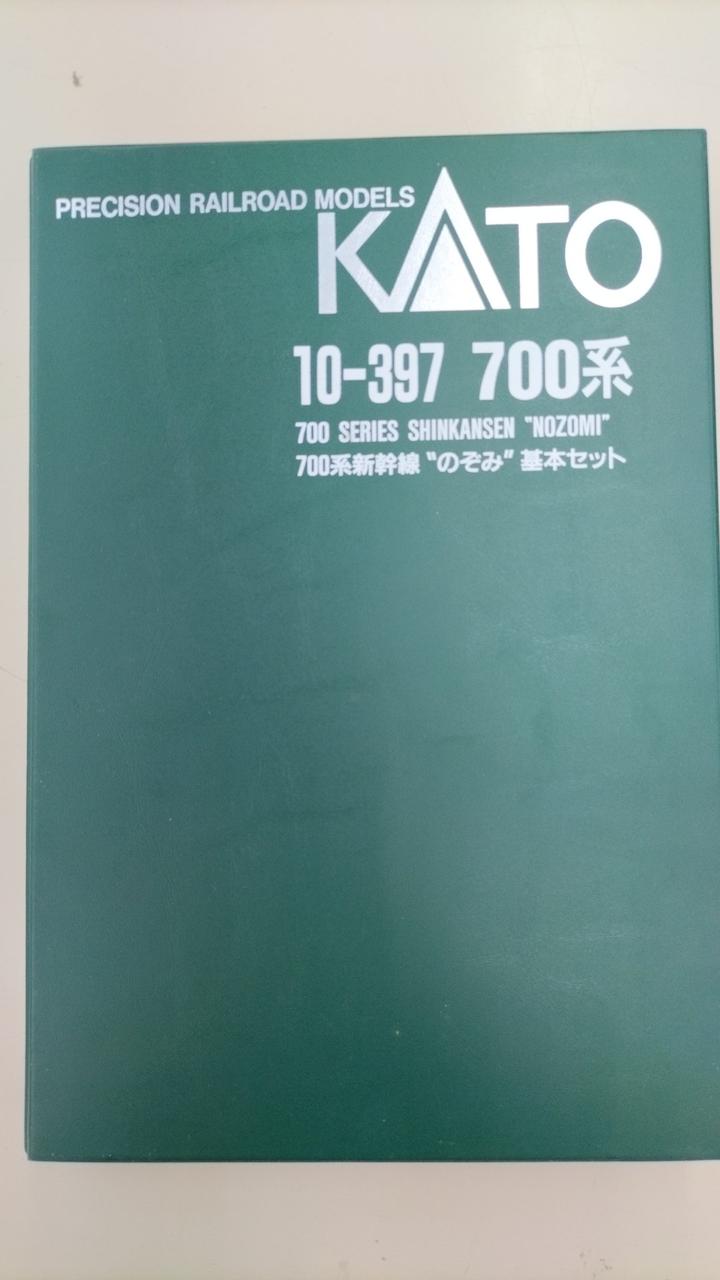 PRECISION RAILROAD MODELS
KATO
10-397 700系
700 SERIES SHINKANSEN "NOZOMI"
700系新幹線 "のぞみ" 基本セット